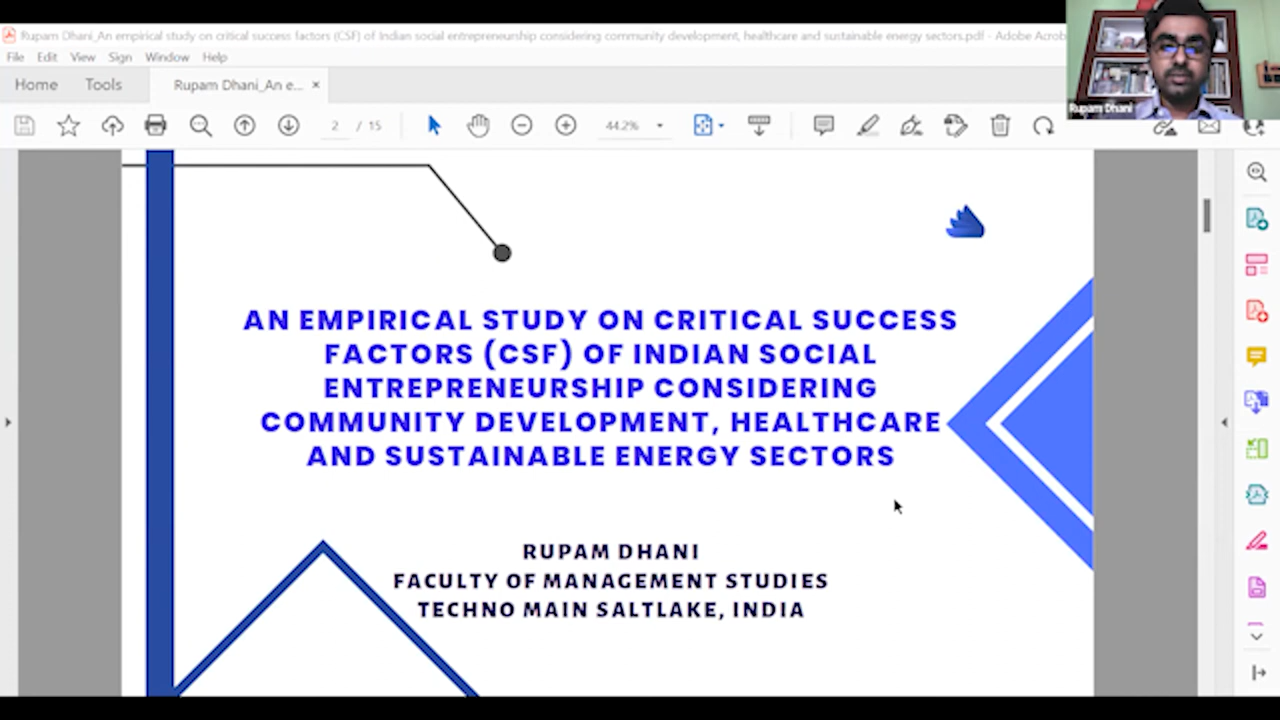 Rupam Dhani_An empirical study on critical success factors (CSF) of Indian social entrepreneurship considering community development, healthcare and sustainable energy sectors.pdf - Adobe Acrob
File Edit View Sign Window Help
Home Tools Rupam Dhani_An e... ×
2 / 15 44.2%
Rupam Dhani
AN EMPIRICAL STUDY ON CRITICAL SUCCESS
FACTORS (CSF) OF INDIAN SOCIAL
ENTREPRENEURSHIP CONSIDERING
COMMUNITY DEVELOPMENT, HEALTHCARE
AND SUSTAINABLE ENERGY SECTORS
RUPAM DHANI
FACULTY OF MANAGEMENT STUDIES
TECHNO MAIN SALTLAKE, INDIA